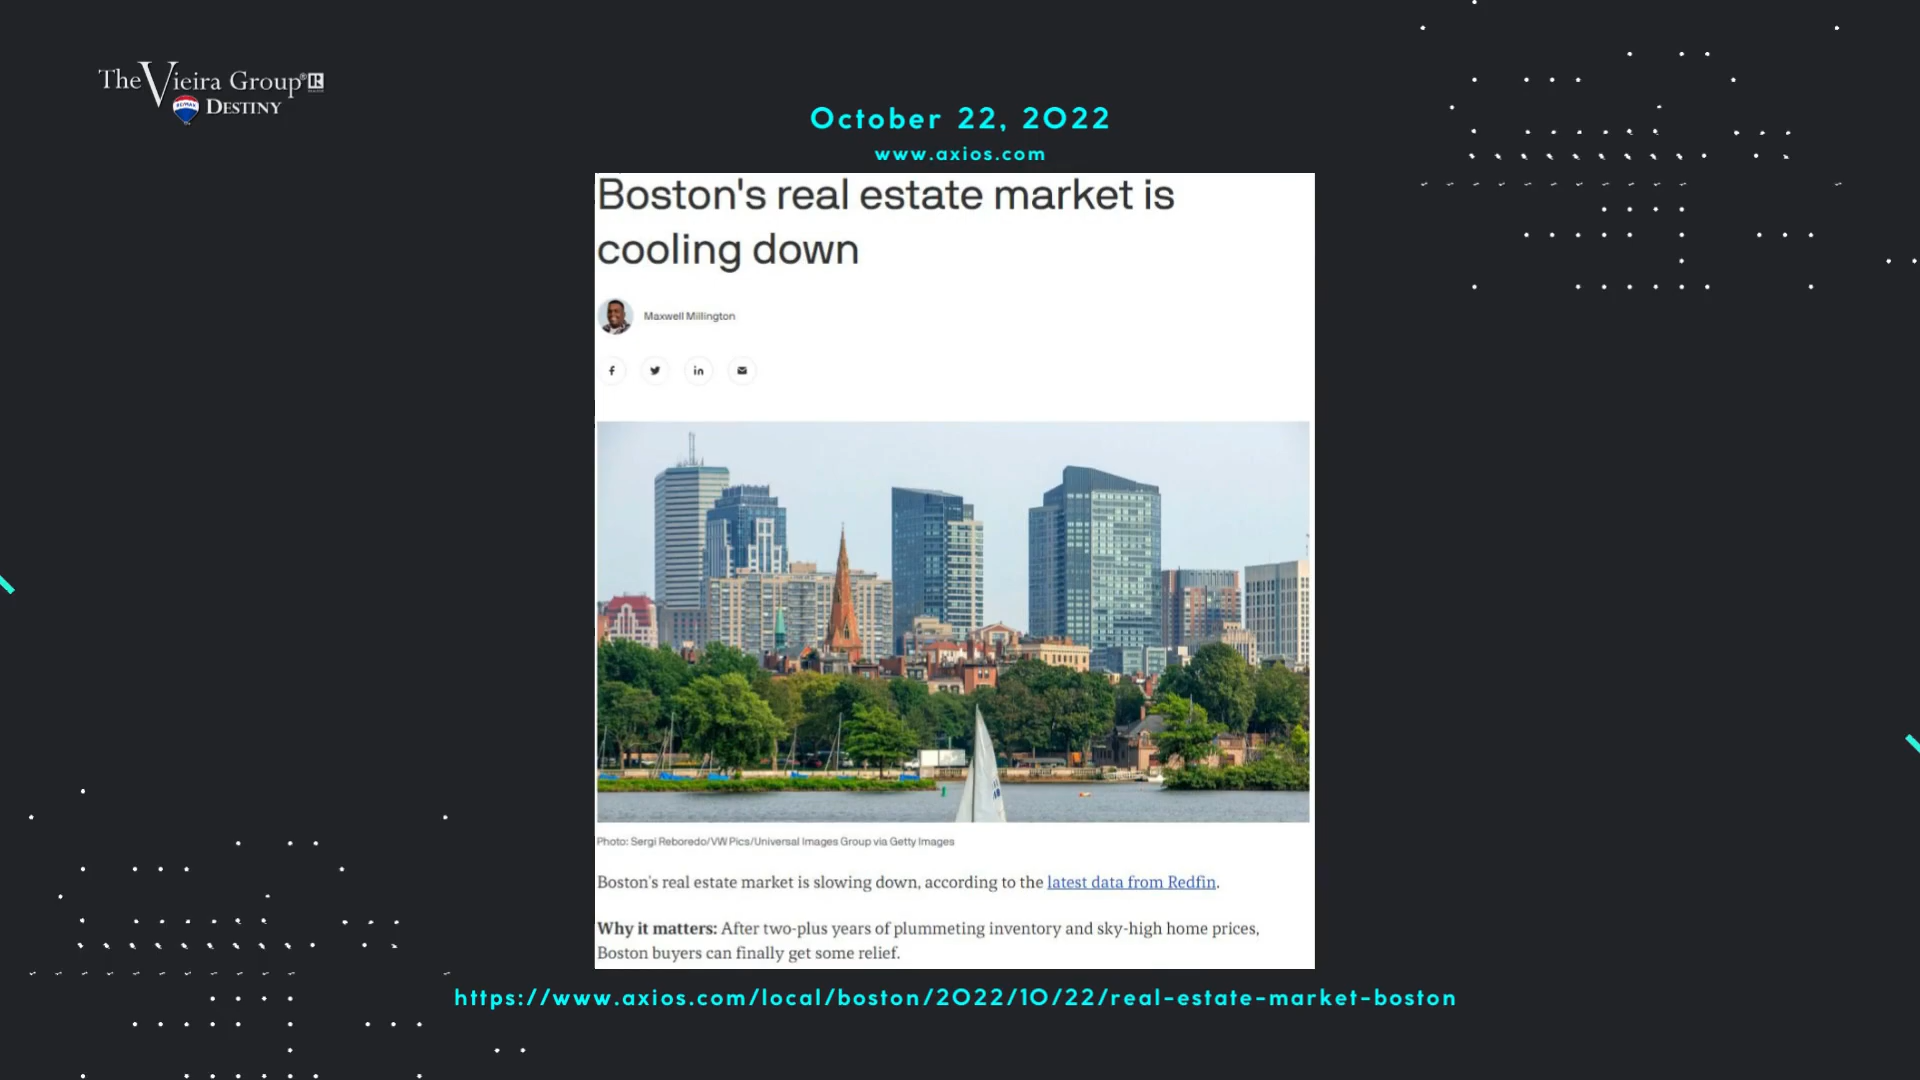 The Vieira Group® R
RE/MAX DESTINY
October 22, 2022
www.axios.com
Boston's real estate market is
cooling down
Maxwell Millington
Photo: Sergi Reboredo/VW Pics/Universal Images Group via Getty Images
Boston's real estate market is slowing down, according to the latest data from Redfin.
Why it matters: After two-plus years of plummeting inventory and sky-high home prices,
Boston buyers can finally get some relief.
https://www.axios.com/local/boston/2022/10/22/real-estate-market-boston